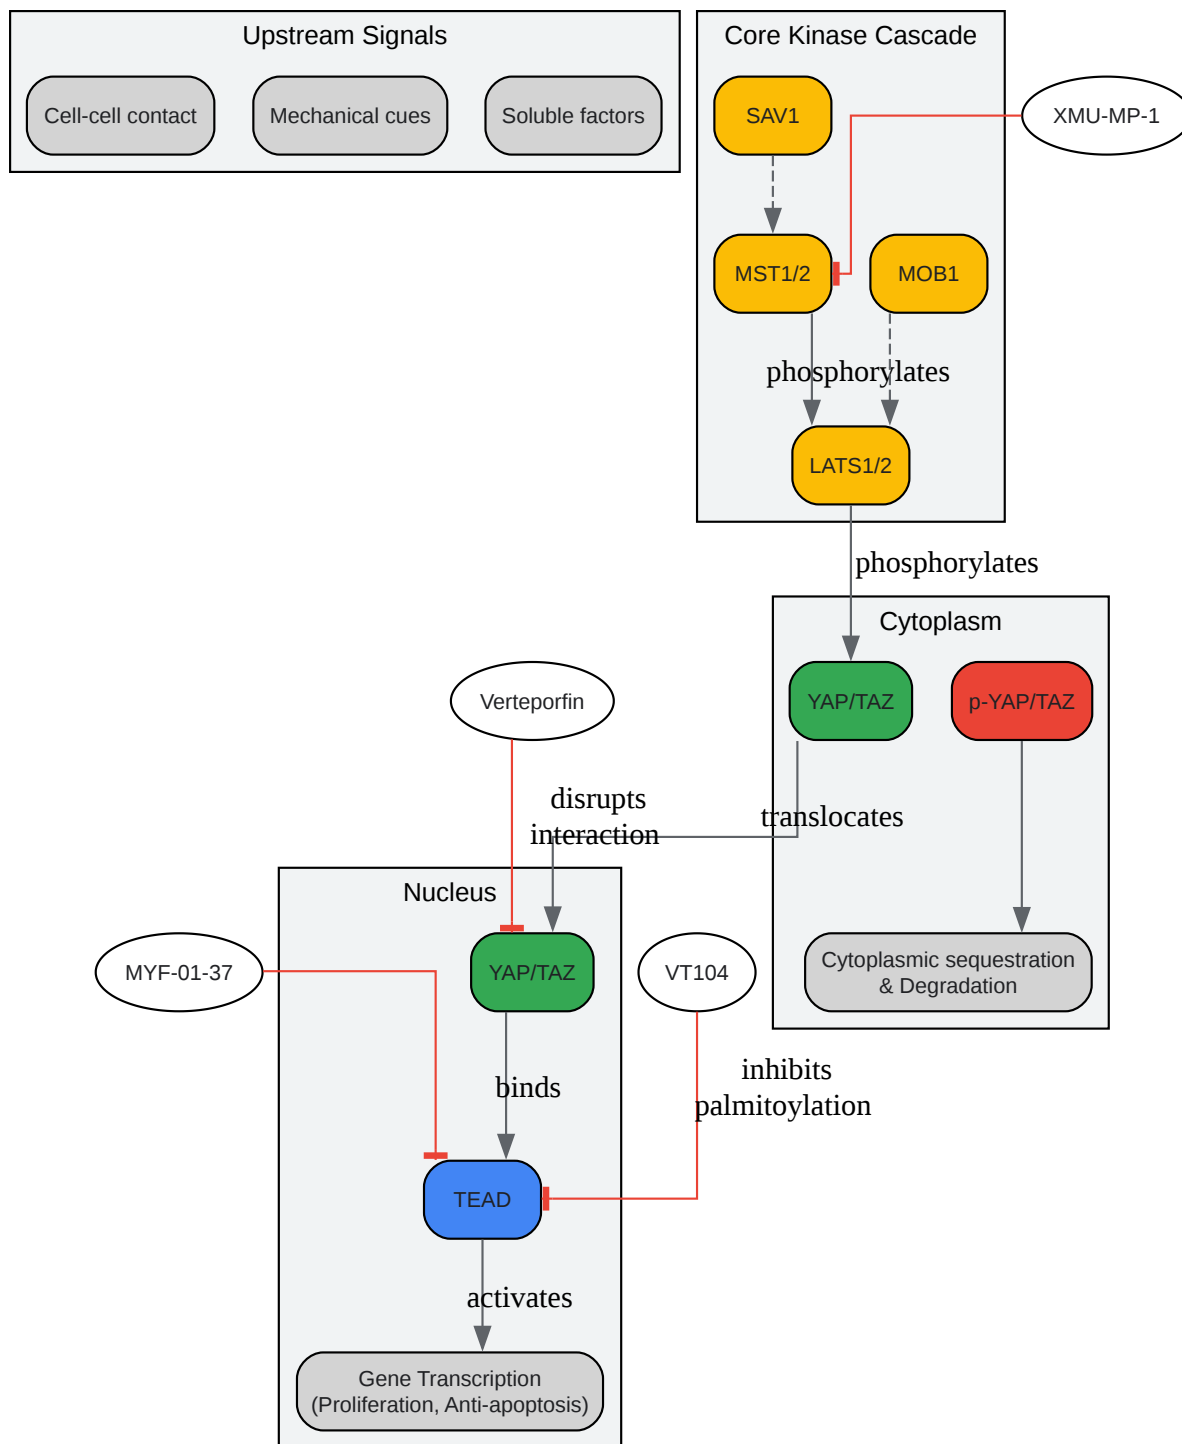 Upstream Signals
Core Kinase Cascade
Cell-cell contact
Mechanical cues
Soluble factors
SAV1
XMU-MP-1
MST1/2
MOB1
phosphorylates
LATS1/2
phosphorylates
Cytoplasm
Verteporfin
YAP/TAZ
p-YAP/TAZ
disrupts
interaction
translocates
Nucleus
MYF-01-37
YAP/TAZ
VT104
Cytoplasmic sequestration
& Degradation
inhibits
palmitoylation
binds
TEAD
activates
Gene Transcription
(Proliferation, Anti-apoptosis)